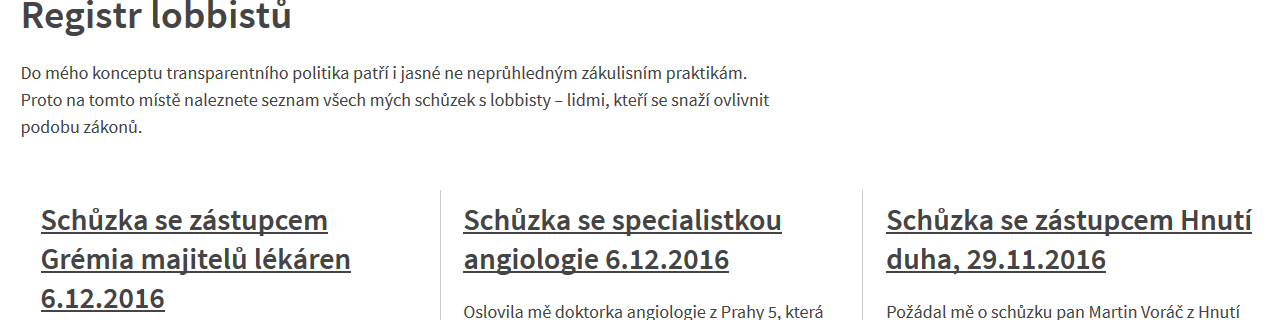 Registr lobbistů
Do mého konceptu transparentního politika patří i jasné ne neprůhledným zákulisním praktikám.
Proto na tomto místě naleznete seznam všech mých schůzek s lobbisty – lidmi, kteří se snaží ovlivnit
podobu zákonů.
Schůzka se zástupcem
Grémia majitelů lékáren
6.12.2016
Schůzka se specialistkou
angiologie 6.12.2016
Oslovila mě doktorka angiologie z Prahy 5, která
Schůzka se zástupcem Hnutí
duha, 29.11.2016
Požádal mě o schůzku pan Martin Voráč z Hnutí